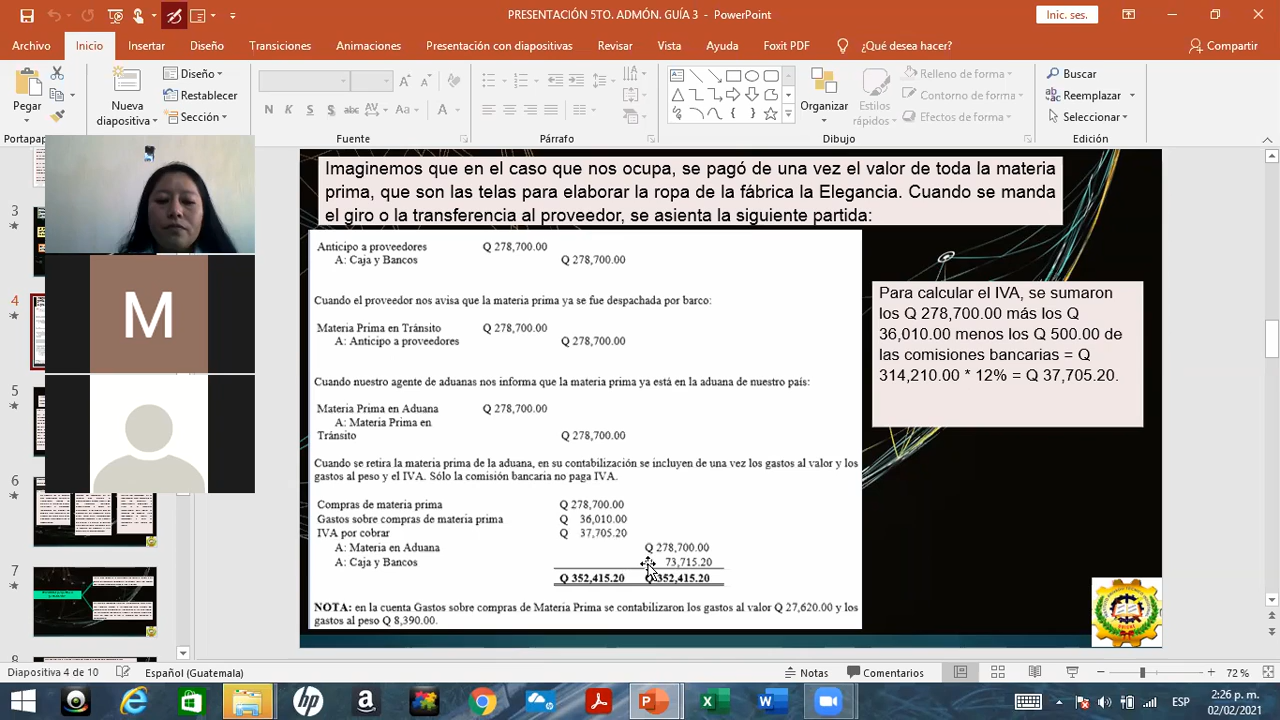 PRESENTACIÓN 5TO. ADMÓN. GUÍA 3 - PowerPoint
Inic. ses.
Archivo
Inicio
Insertar
Diseño
Transiciones
Animaciones
Presentación con diapositivas
Revisar
Vista
Ayuda
Foxit PDF
¿Qué desea hacer?
Compartir
Pegar
Nueva
diapositiva
Diseño
Restablecer
Sección
N K S S abc AV Aa A
Organizar
Estilos
rápidos
Relleno de forma
Contorno de forma
Efectos de forma
Buscar
Reemplazar
Seleccionar
Portapap
Diapositivas
Fuente
Párrafo
Dibujo
Edición
M
3
4
5
6
7
8
Imaginemos que en el caso que nos ocupa, se pagó de una vez el valor de toda la materia
prima, que son las telas para elaborar la ropa de la fábrica la Elegancia. Cuando se manda
el giro o la transferencia al proveedor, se asienta la siguiente partida:
Anticipo a proveedores Q 278,700.00
A: Caja y Bancos Q 278,700.00
Cuando el proveedor nos avisa que la materia prima ya se fue despachada por barco:
Materia Prima en Tránsito Q 278,700.00
A: Anticipo a proveedores Q 278,700.00
Cuando nuestro agente de aduanas nos informa que la materia prima ya está en la aduana de nuestro país:
Materia Prima en Aduana Q 278,700.00
A: Materia Prima en
Tránsito Q 278,700.00
Cuando se retira la materia prima de la aduana, en su contabilización se incluyen de una vez los gastos al valor y los
gastos al peso y el IVA. Sólo la comisión bancaria no paga IVA.
Compras de materia prima Q 278,700.00
Gastos sobre compras de materia prima Q 36,010.00
IVA por cobrar Q 37,705.20
A: Materia en Aduana Q 278,700.00
A: Caja y Bancos 73,715.20
Q 352,415.20 Q 352,415.20
NOTA: en la cuenta Gastos sobre compras de Materia Prima se contabilizaron los gastos al valor Q 27,620.00 y los
gastos al peso Q 8,390.00.
Para calcular el IVA, se sumaron
los Q 278,700.00 más los Q
36,010.00 menos los Q 500.00 de
las comisiones bancarias = Q
314,210.00 * 12% = Q 37,705.20.
Diapositiva 4 de 10
Español (Guatemala)
Notas
Comentarios
72 %
ESP
2:26 p. m.
02/02/2021